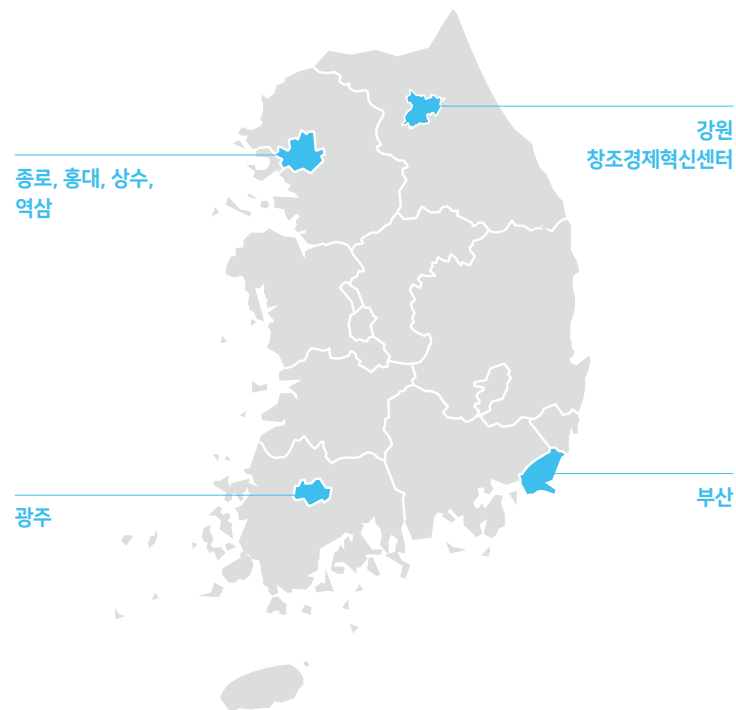 강원
창조경제혁신센터
종로, 홍대, 상수,
역삼
부산
광주